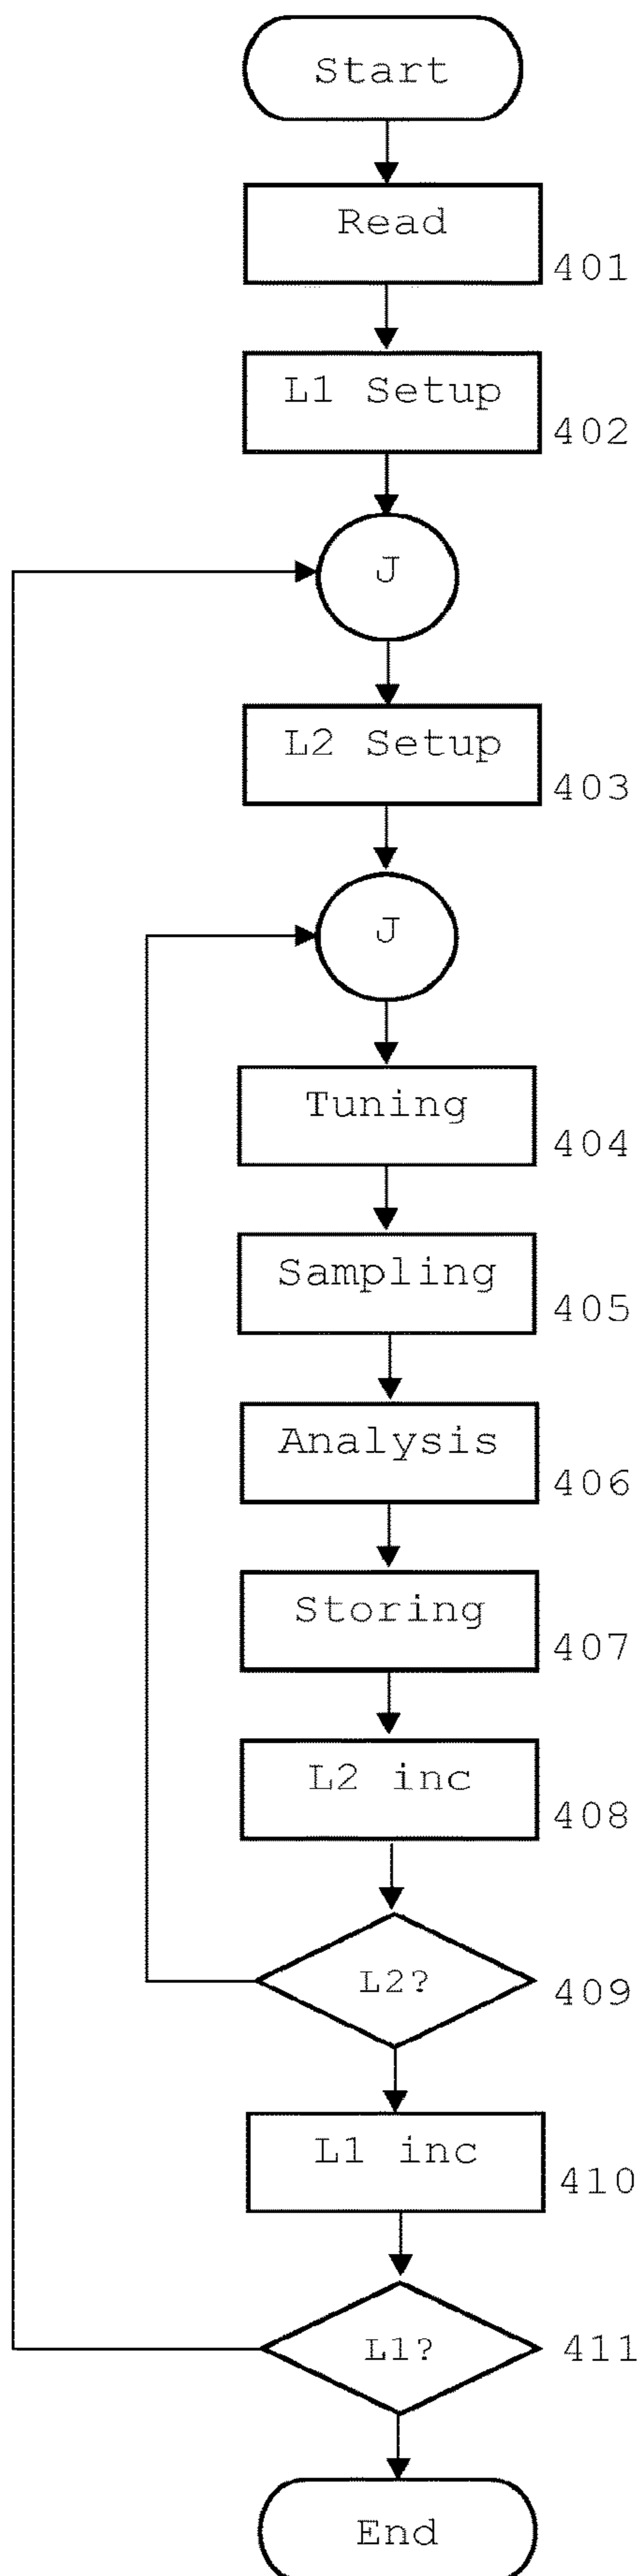 Start
Read
401
L1 Setup
402
J
L2 Setup
403
J
Tuning
404
Sampling
405
Analysis
406
Storing
407
L2 inc
408
L2?
409
L1 inc
410
L1?
411
End